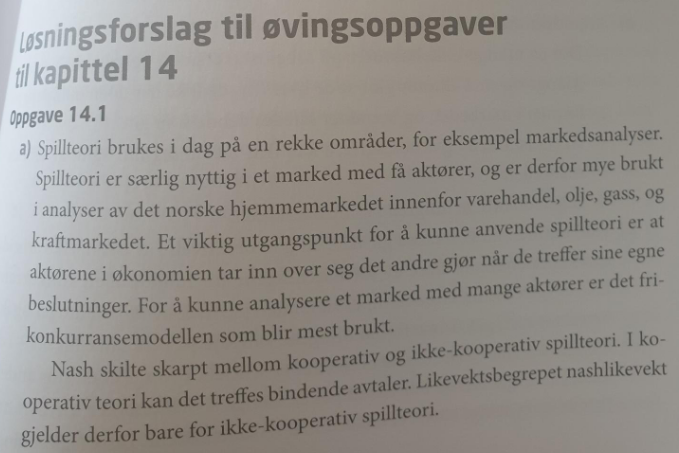 Løsningsforslag til øvingsoppgaver
til kapittel 14
Oppgave 14.1
a) Spillteori brukes i dag på en rekke områder, for eksempel markedsanalyser.
Spillteori er særlig nyttig i et marked med få aktører, og er derfor mye brukt
i analyser av det norske hjemmemarkedet innenfor varehandel, olje, gass, og
kraftmarkedet. Et viktig utgangspunkt for å kunne anvende spillteori er at
aktørene i økonomien tar inn over seg det andre gjør når de treffer sine egne
beslutninger. For å kunne analysere et marked med mange aktører er det fri-
konkurransemodellen som blir mest brukt.
Nash skilte skarpt mellom kooperativ og ikke-kooperativ spillteori. I ko-
operativ teori kan det treffes bindende avtaler. Likevektsbegrepet nashlikevekt
gjelder derfor bare for ikke-kooperativ spillteori.